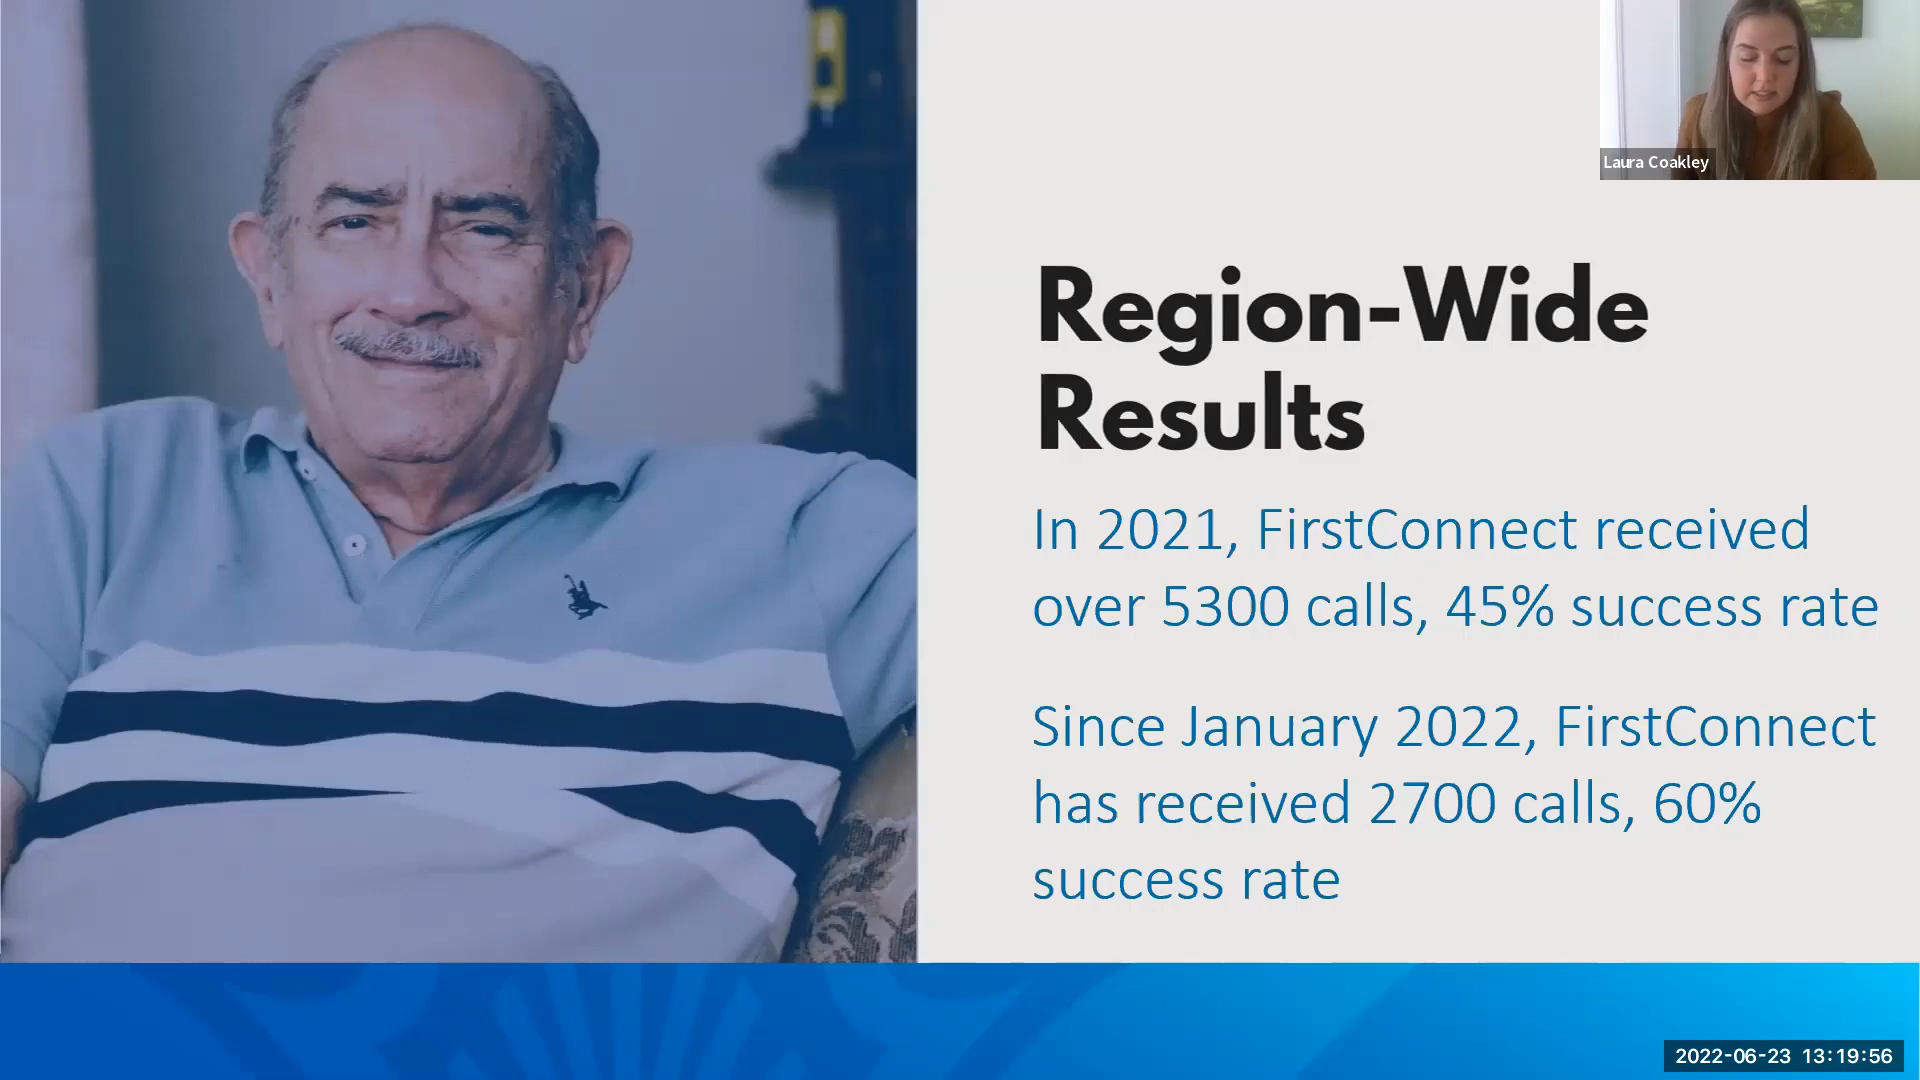 Laura Coakley
Region-Wide
Results
In 2021, FirstConnect received
over 5300 calls, 45% success rate
Since January 2022, FirstConnect
has received 2700 calls, 60%
success rate
2022-06-23 13:19:56